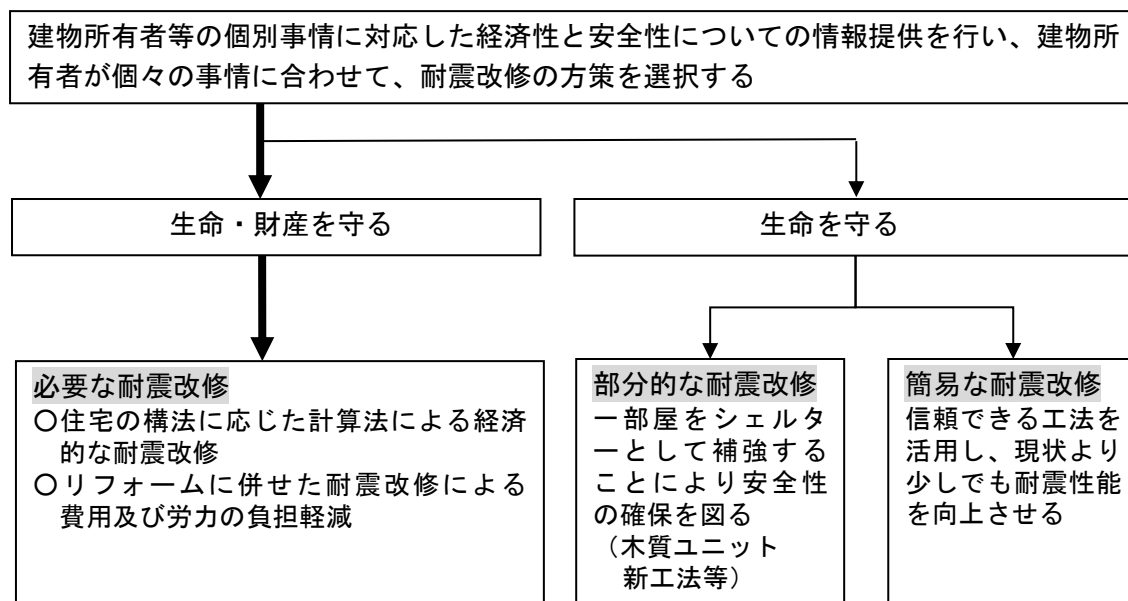 建物所有者等の個別事情に対応した経済性と安全性についての情報提供を行い、建物所
有者が個々の事情に合わせて、耐震改修の方策を選択する
生命・財産を守る
生命を守る
必要な耐震改修
○住宅の構法に応じた計算法による経済
的な耐震改修
○リフォームに併せた耐震改修による
費用及び労力の負担軽減
部分的な耐震改修
一部屋をシェルタ
ーとして補強する
ことにより安全性
の確保を図る
（木質ユニット
新工法等）
簡易な耐震改修
信頼できる工法を
活用し、現状より
少しでも耐震性能
を向上させる